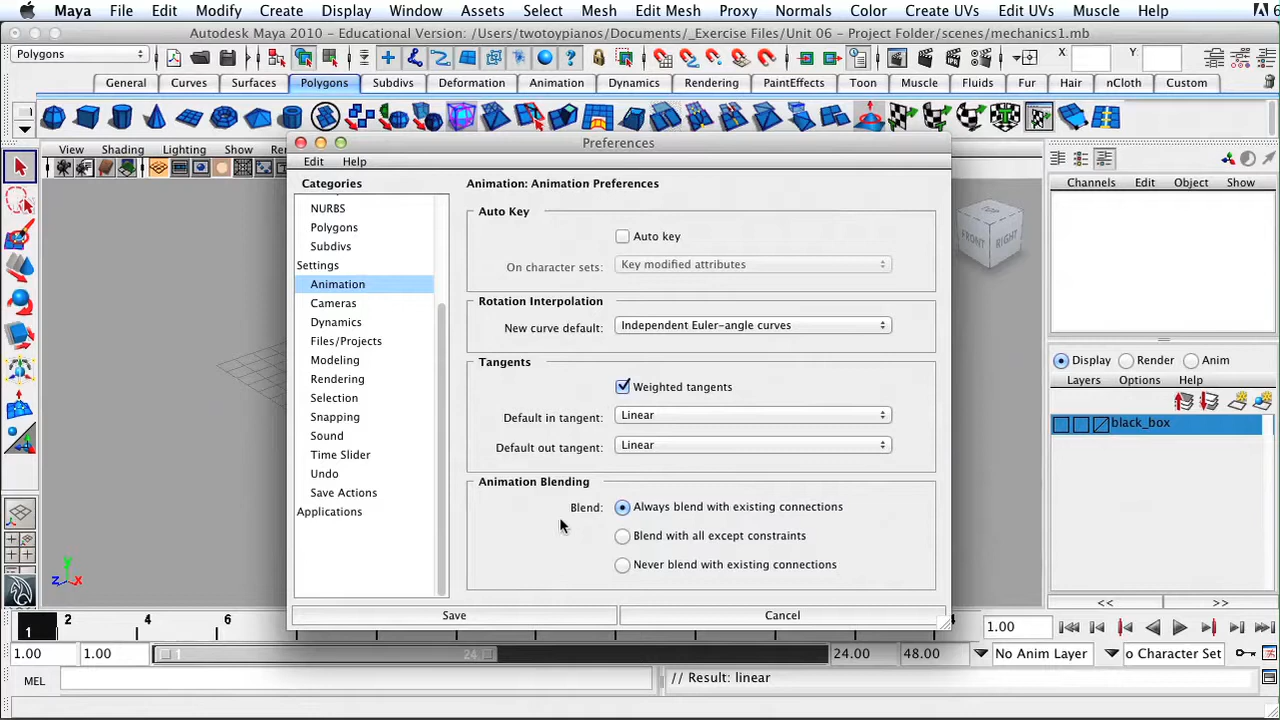 Maya File Edit Modify Create Display Window Assets Select Mesh Edit Mesh Proxy Normals Color Create UVs Edit UVs Muscle Help 6
Autodesk Maya 2010 - Educational Version: /Users/twotoypianos/Documents/_Exercise Files/Unit 06 - Project Folder/scenes/mechanics1.mb
Polygons X: Y:
General Curves Surfaces Polygons Subdivs Deformation Animation Dynamics Rendering PaintEffects Toon Muscle Fluids Fur Hair nCloth Custom
View Shading Lighting Show
Preferences
Edit Help
Channels Edit Object Show
Categories
NURBS
Polygons
Subdivs
Settings
Animation
Cameras
Dynamics
Files/Projects
Modeling
Rendering
Selection
Snapping
Sound
Time Slider
Undo
Save Actions
Applications
Animation: Animation Preferences
Auto Key
Auto key
On character sets: Key modified attributes
Rotation Interpolation
New curve default: Independent Euler-angle curves
Tangents
Weighted tangents
Default in tangent: Linear
Default out tangent: Linear
Animation Blending
Blend: Always blend with existing connections
Blend with all except constraints
Never blend with existing connections
Save Cancel
FRONT RIGHT
Display Render Anim
Layers Options Help
black_box
<< >>
y
z x
1 2 4 6 1.00
1.00 1.00 1 24 24.00 48.00 No Anim Layer o Character Set
MEL // Result: linear